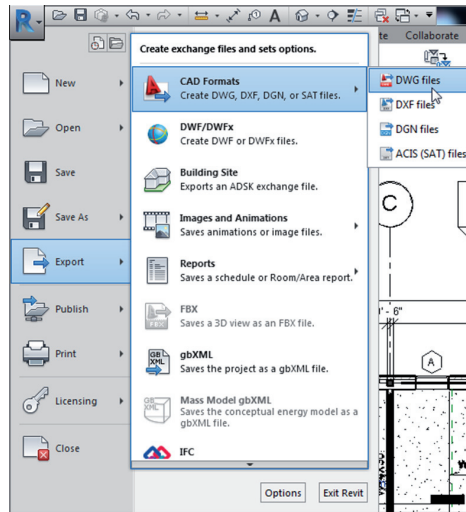 R
A
te Collaborate
Create exchange files and sets options.
New
Open
Save
Save As
Export
Publish
Print
Licensing
Close
CAD Formats
Create DWG, DXF, DGN, or SAT files.
DWF/DWFx
Create DWF or DWFx files.
Building Site
Exports an ADSK exchange file.
Images and Animations
Saves animations or image files.
Reports
Saves a schedule or Room/Area report.
FBX
Saves a 3D view as an FBX file.
gbXML
Saves the project as a gbXML file.
Mass Model gbXML
Saves the conceptual energy model as a
gbXML file.
IFC
DWG files
DXF files
DGN files
ACIS (SAT) files
C
- 6"
A
Options Exit Revit